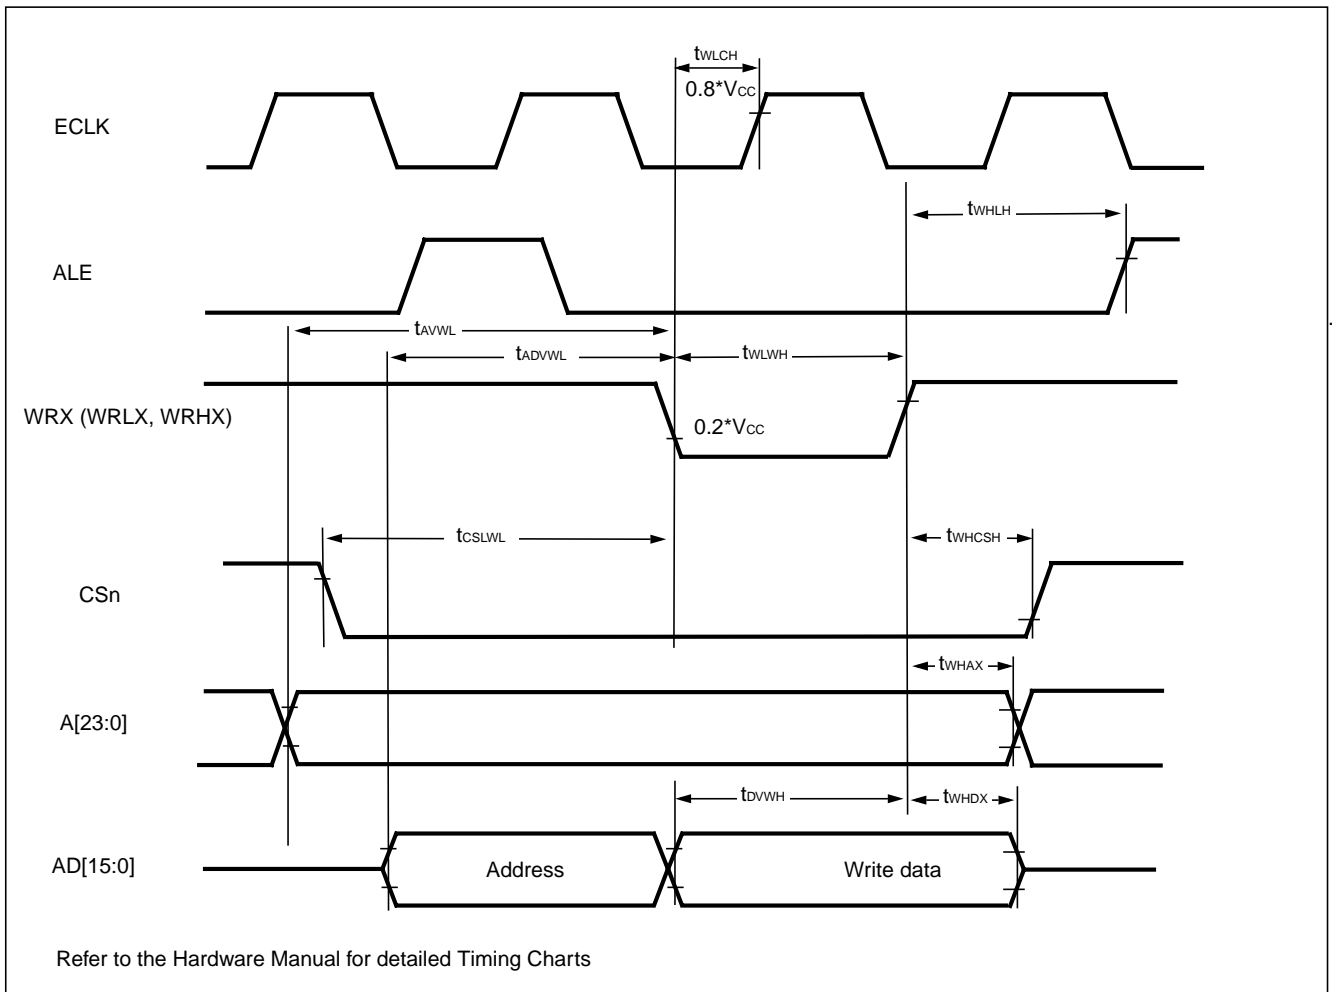 tWLCH
0.8*VCC
ECLK
tWHLH
ALE
tAVWL
tADVWL
tWLWH
WRX (WRLX, WRHX)
0.2*VCC
tCSLWL
tWHCSH
CSn
tWHAX
A[23:0]
tDVWH
tWHDX
AD[15:0]
Address
Write data
Refer to the Hardware Manual for detailed Timing Charts